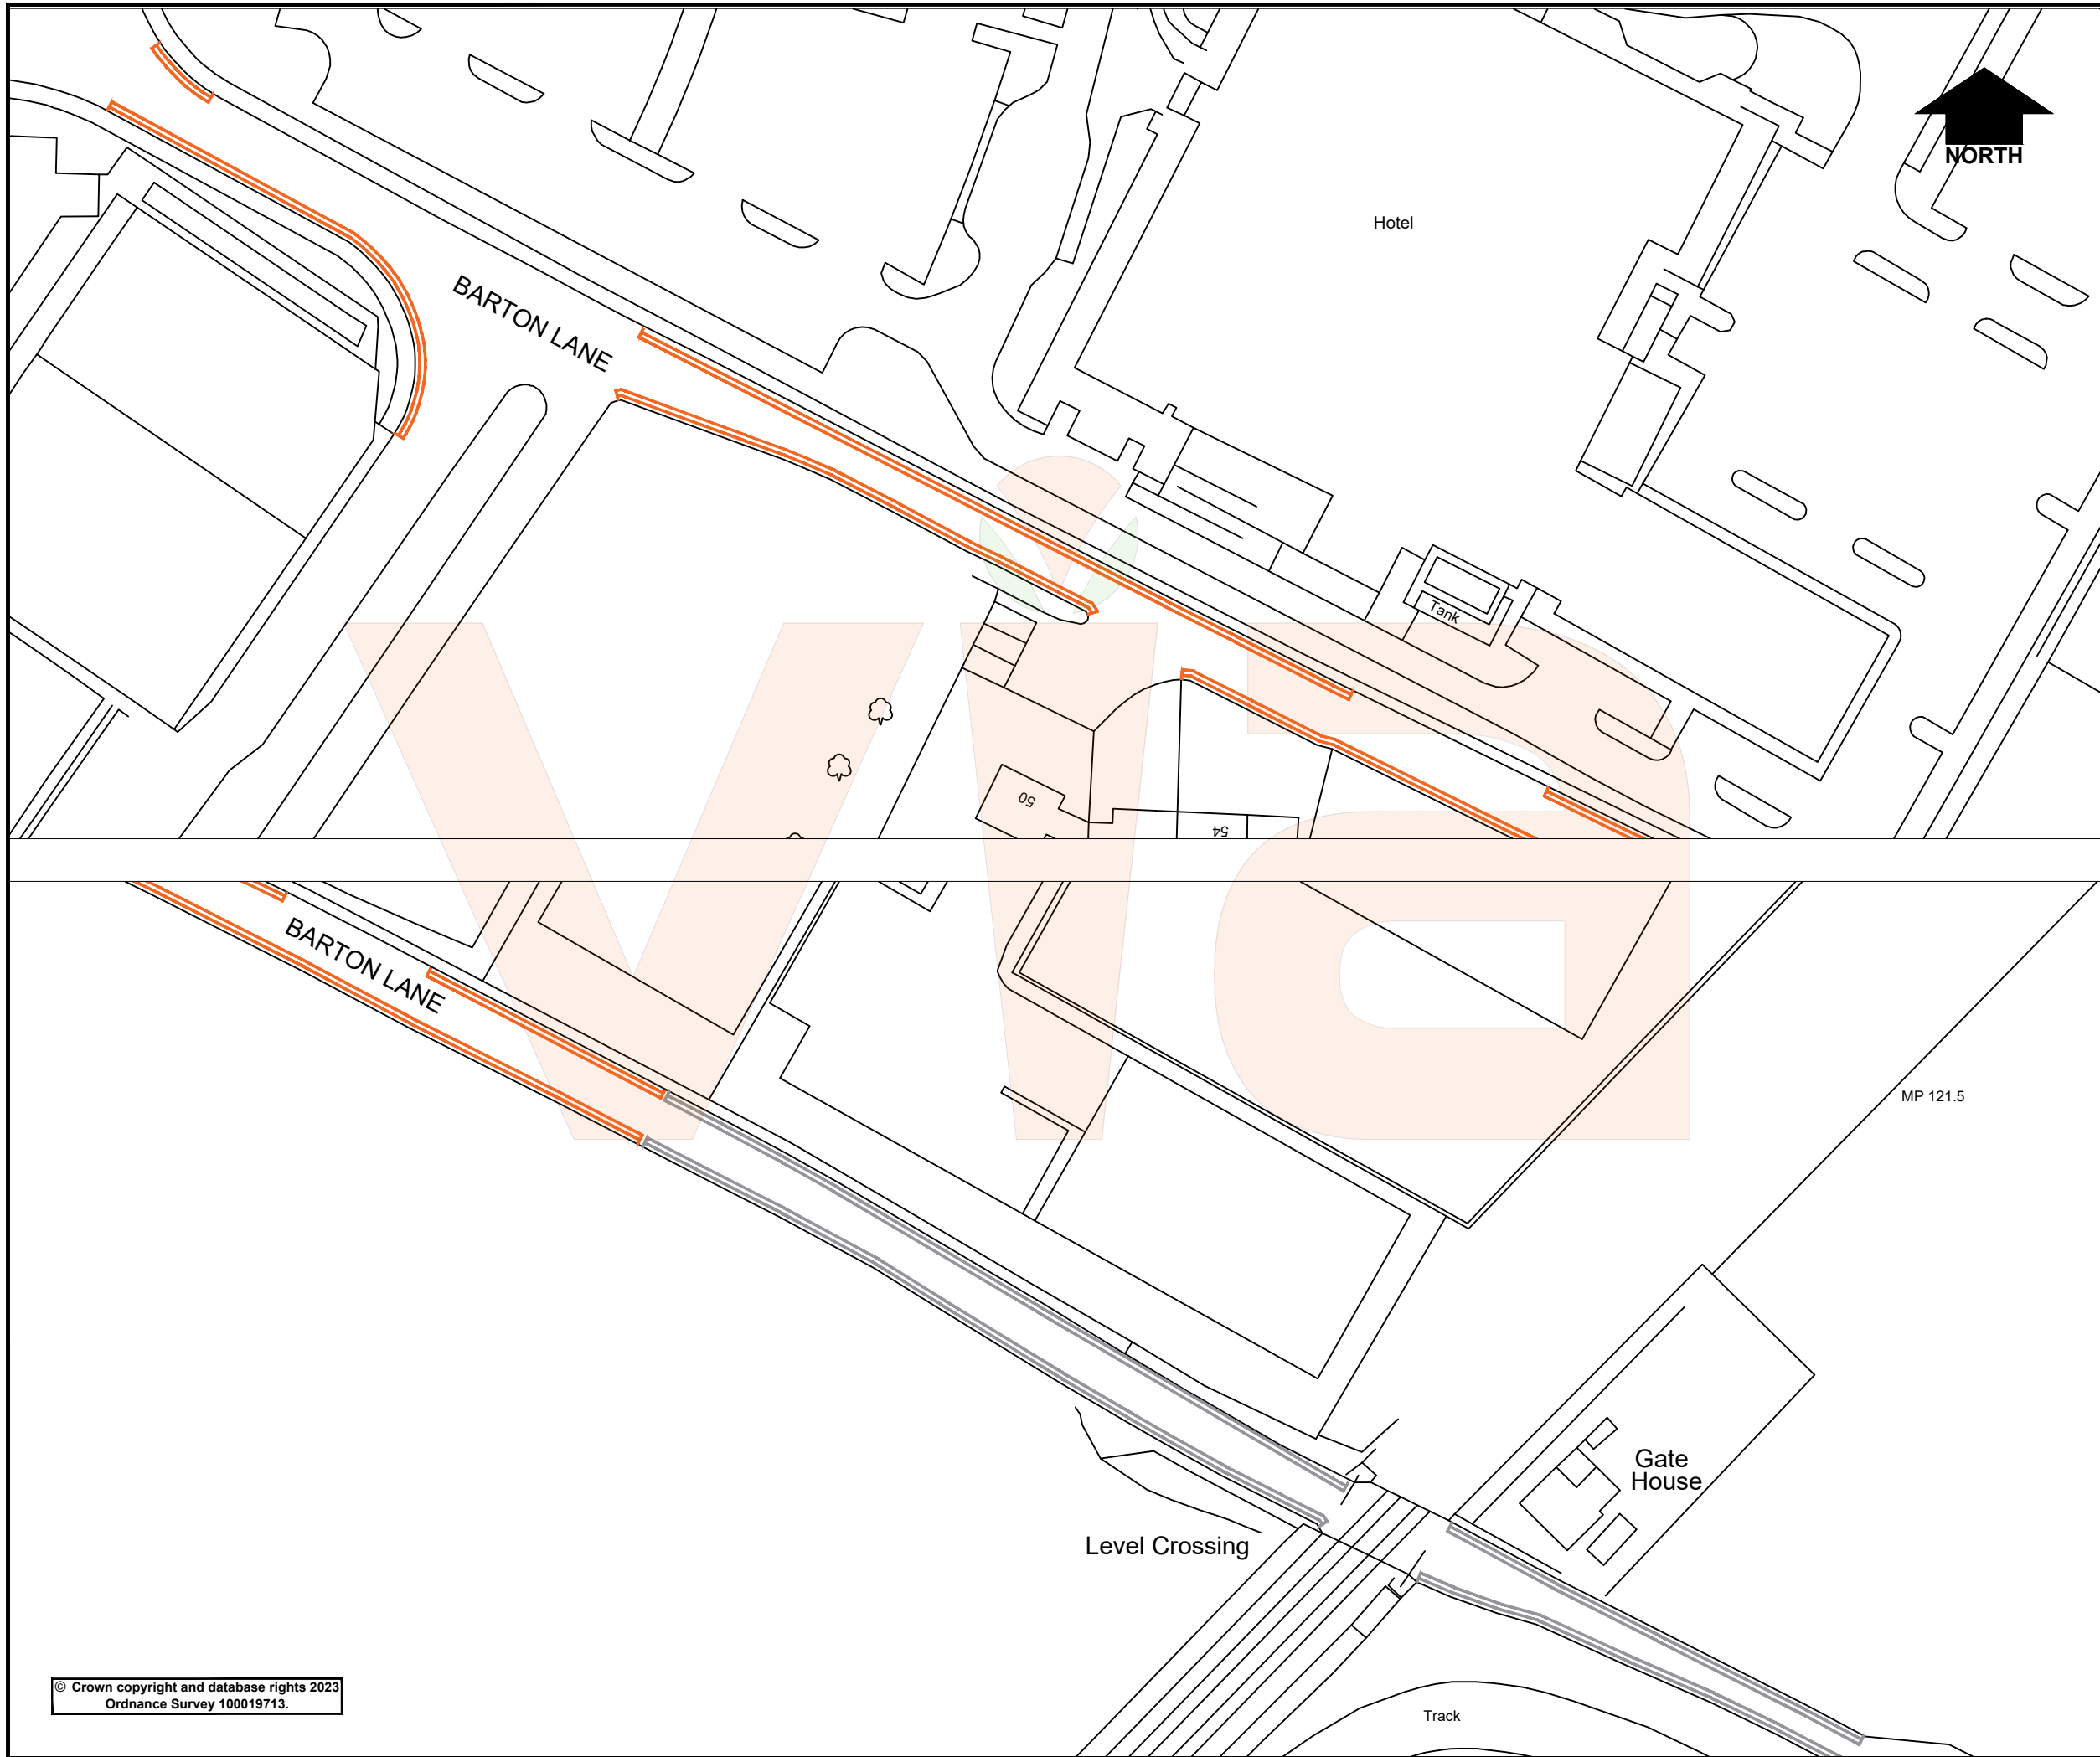 NORTH
Hotel
BARTON LANE
Tank
50
54
BARTON LANE
MP 121.5
Gate
House
Level Crossing
© Crown copyright and database rights 2023
Ordnance Survey 100019713.
Track
via